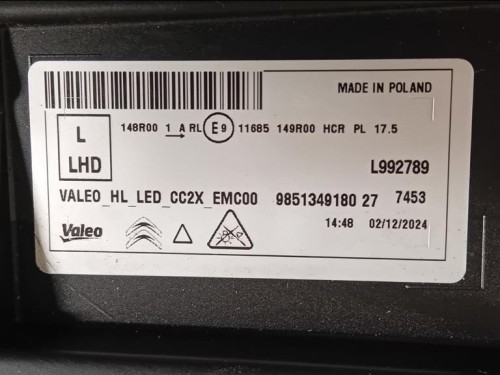 MADE IN POLAND
148R00 1 A RL E9 11685 149R00 HCR PL 17.5
L
LHD
L992789
VALEO_HL_LED_CC2X_EMC00 9851349180 27 7453
14:48 02/12/2024
Valeo